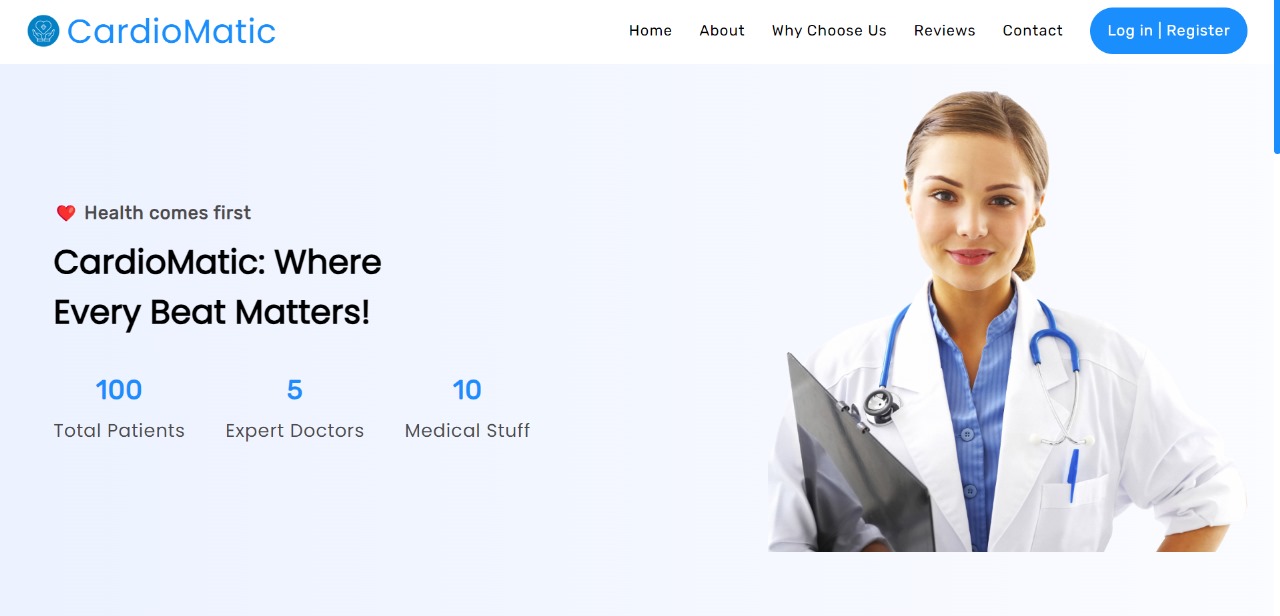 CardioMatic
Home
About
Why Choose Us
Reviews
Contact
Log in | Register
Health comes first
CardioMatic: Where
Every Beat Matters!
100
Total Patients
5
Expert Doctors
10
Medical Stuff